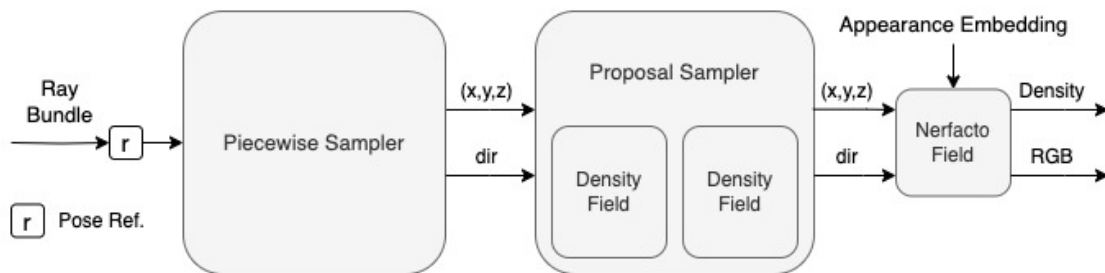 Ray
Bundle
r
r
Pose Ref.
Piecewise Sampler
(x,y,z)
dir
Proposal Sampler
Density
Field
Density
Field
(x,y,z)
dir
Appearance Embedding
Nerfacto
Field
Density
RGB